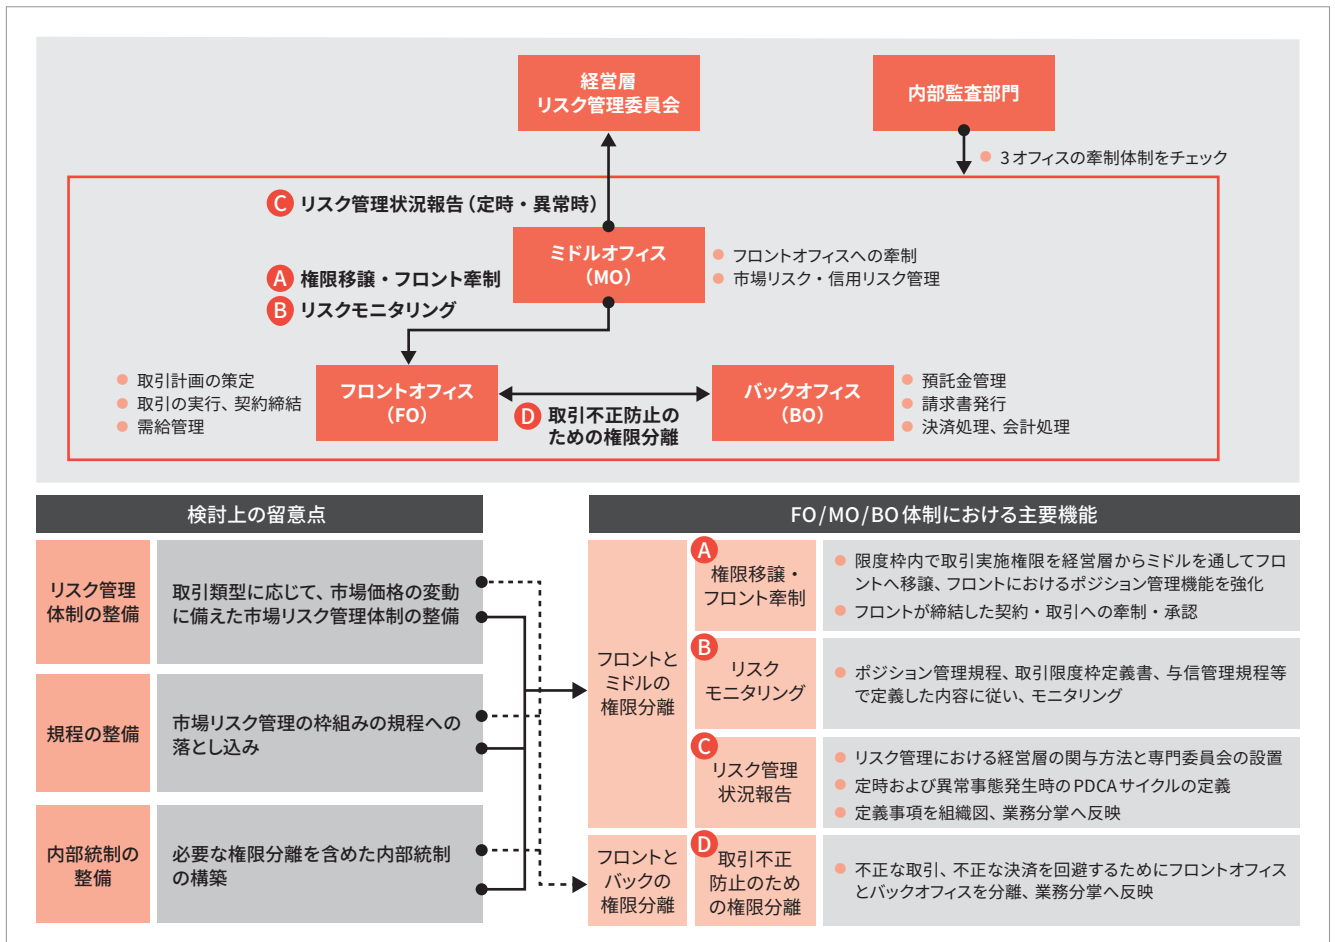 経営層
リスク管理委員会
内部監査部門
3オフィスの牽制体制をチェック
C リスク管理状況報告（定時・異常時）
ミドルオフィス
（MO）
フロントオフィスへの牽制
市場リスク・信用リスク管理
A 権限移譲・フロント牽制
B リスクモニタリング
取引計画の策定
取引の実行、契約締結
需給管理
フロントオフィス
（FO）
D 取引不正防止の
ための権限分離
バックオフィス
（BO）
預託金管理
請求書発行
決済処理、会計処理
検討上の留意点
リスク管理
体制の整備
取引類型に応じて、市場価格の変動
に備えた市場リスク管理体制の整備
規程の整備
市場リスク管理の枠組みの規程への
落とし込み
内部統制の
整備
必要な権限分離を含めた内部統制
の構築
FO/MO/BO体制における主要機能
フロントと
ミドルの
権限分離
A
権限移譲・
フロント牽制
限度枠内で取引実施権限を経営層からミドルを通してフロ
ントへ移譲、フロントにおけるポジション管理機能を強化
フロントが締結した契約・取引への牽制・承認
B
リスク
モニタリング
ポジション管理規程、取引限度枠定義書、与信管理規程等
で定義した内容に従い、モニタリング
C
リスク管理
状況報告
リスク管理における経営層の関与方法と専門委員会の設置
定時および異常事態発生時のPDCAサイクルの定義
定義事項を組織図、業務分掌へ反映
フロントと
バックの
権限分離
D
取引不正
防止のため
の権限分離
不正な取引、不正な決済を回避するためにフロントオフィス
とバックオフィスを分離、業務分掌へ反映